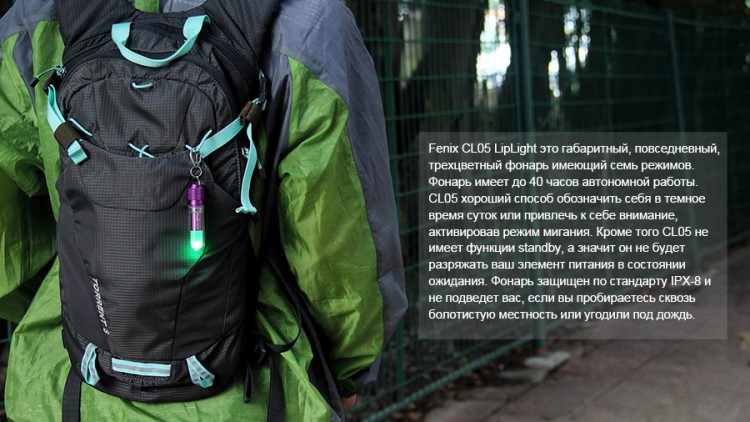 Fenix CL05 LipLight это габаритный, повседневный,
трехцветный фонарь имеющий семь режимов.
Фонарь имеет до 40 часов автономной работы.
CL05 хороший способ обозначить себя в темное
время суток или привлечь к себе внимание,
активировав режим мигания. Кроме того CL05 не
имеет функции standby, а значит он не будет
разряжать ваш элемент питания в состоянии
ожидания. Фонарь защищен по стандарту IPX-8 и
не подведет вас, если вы пробираетесь сквозь
болотистую местность или угодили под дождь.